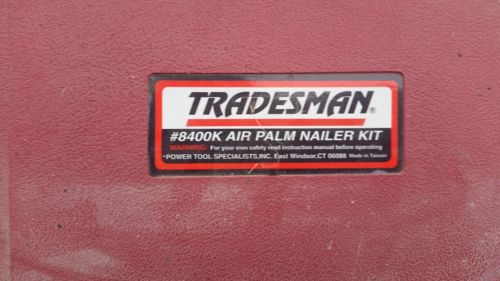 TRADESMAN®
#8400K AIR PALM NAILER KIT
WARNING: For your own safety read instruction manual before operating
•POWER TOOL SPECIALISTS,INC. East Windsor,CT 06088 Made in Taiwan